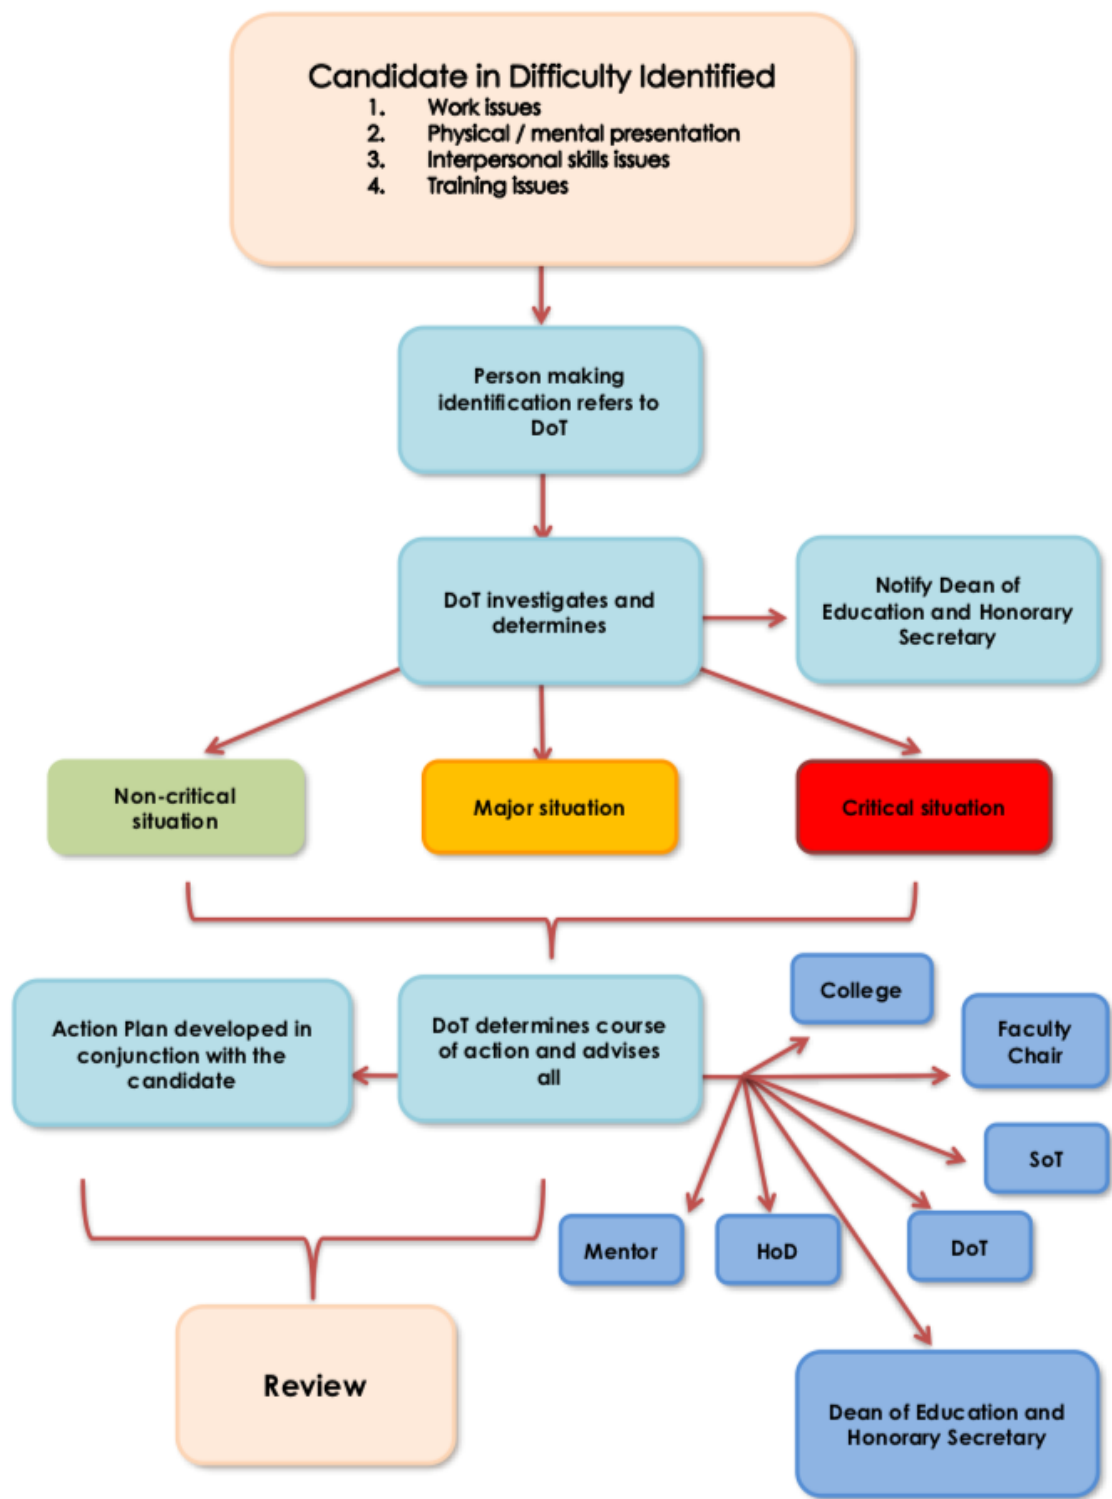 Candidate in Difficulty Identified
1. Work issues
2. Physical / mental presentation
3. Interpersonal skills issues
4. Training issues
Person making
identification refers to
DoT
DoT investigates and
determines
Notify Dean of
Education and Honorary
Secretary
Non-critical
situation
Major situation
Critical situation
Action Plan developed in
conjunction with the
candidate
DoT determines course
of action and advises
all
College
Faculty
Chair
SoT
DoT
HoD
Mentor
Dean of Education and
Honorary Secretary
Review